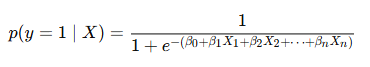 p(y = 1 | X) = 1 / (1 + e^−(β0+β1X1+β2X2+⋯+βnXn))